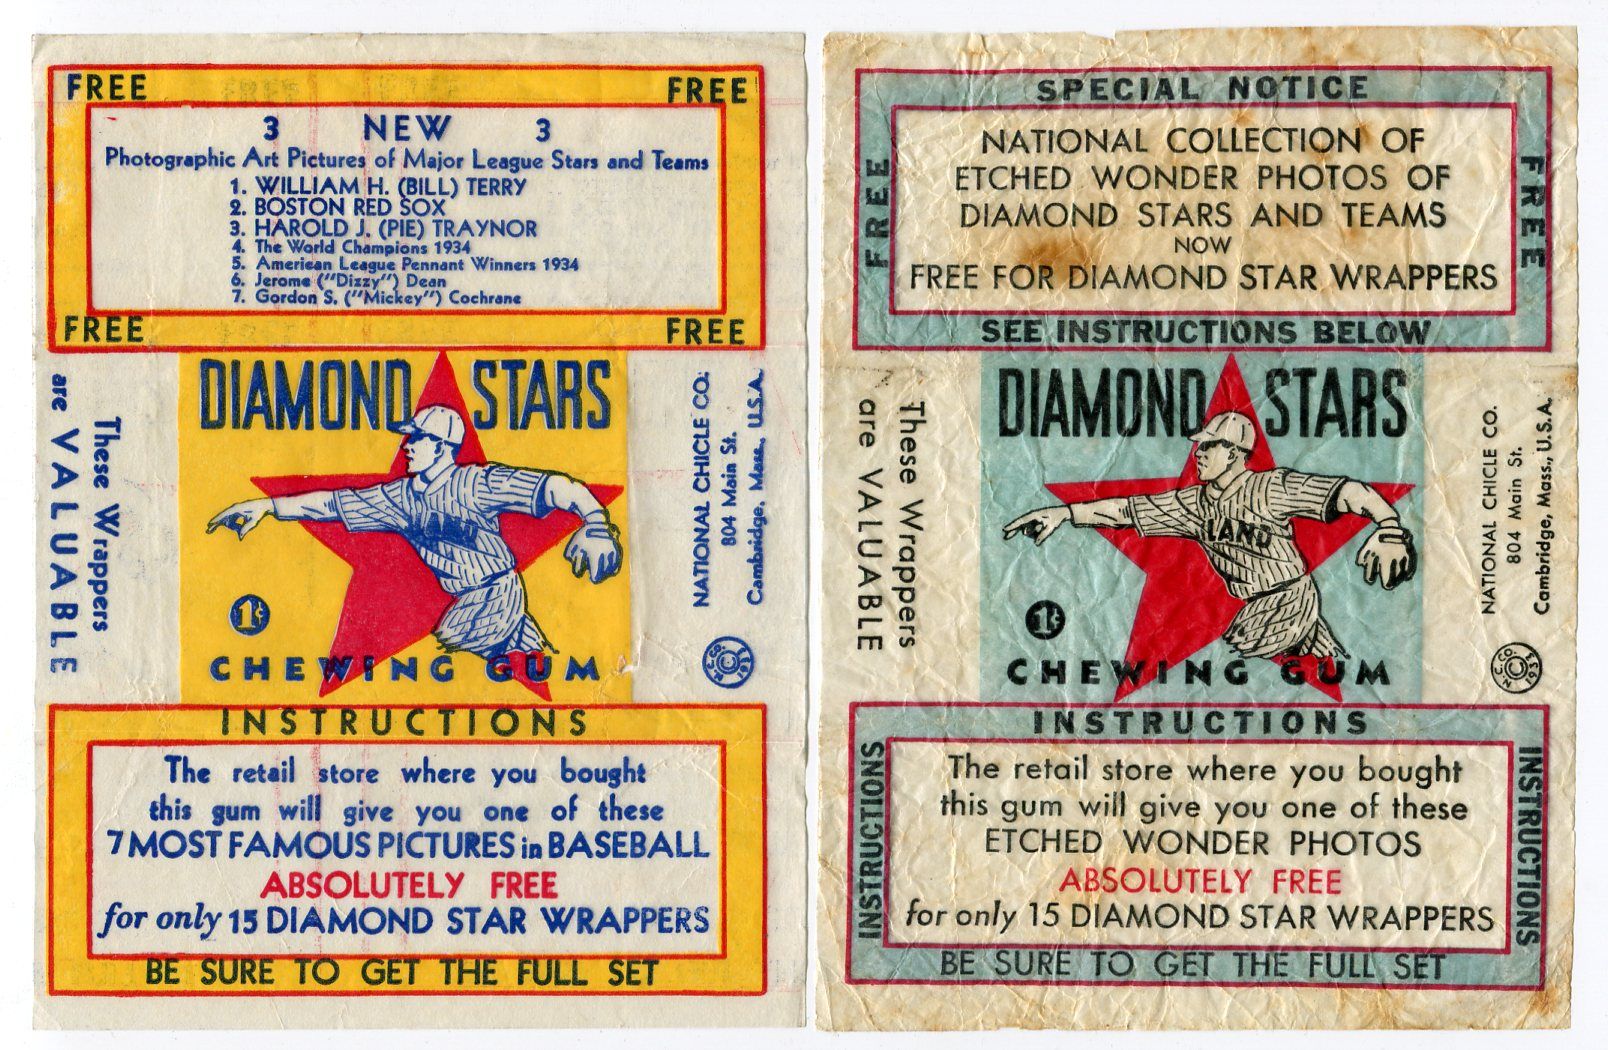 FREE FREE
3 NEW 3
Photographic Art Pictures of Major League Stars and Teams
1. WILLIAM H. (BILL) TERRY
2. BOSTON RED SOX
3. HAROLD J. (PIE) TRAYNOR
4. The World Champions 1934
5. American League Pennant Winners 1934
6. Jerome ("Dizzy") Dean
7. Gordon S. ("Mickey") Cochrane
FREE FREE
These Wrappers
are VALUABLE
DIAMOND STARS
LAND
1¢
CHEWING GUM
NATIONAL CHICLE CO.
804 Main St.
Cambridge, Mass., U.S.A.
N.C.CO.
C
INSTRUCTIONS
The retail store where you bought
this gum will give you one of these
7 MOST FAMOUS PICTURES in BASEBALL
ABSOLUTELY FREE
for only 15 DIAMOND STAR WRAPPERS
BE SURE TO GET THE FULL SET
SPECIAL NOTICE
FREE
FREE
NATIONAL COLLECTION OF
ETCHED WONDER PHOTOS OF
DIAMOND STARS AND TEAMS
NOW
FREE FOR DIAMOND STAR WRAPPERS
SEE INSTRUCTIONS BELOW
These Wrappers
are VALUABLE
DIAMOND STARS
LAND
1¢
CHEWING GUM
NATIONAL CHICLE CO.
804 Main St.
Cambridge, Mass., U.S.A.
N.C.CO.
C
1933
INSTRUCTIONS
INSTRUCTIONS
INSTRUCTIONS
The retail store where you bought
this gum will give you one of these
ETCHED WONDER PHOTOS
ABSOLUTELY FREE
for only 15 DIAMOND STAR WRAPPERS
BE SURE TO GET THE FULL SET